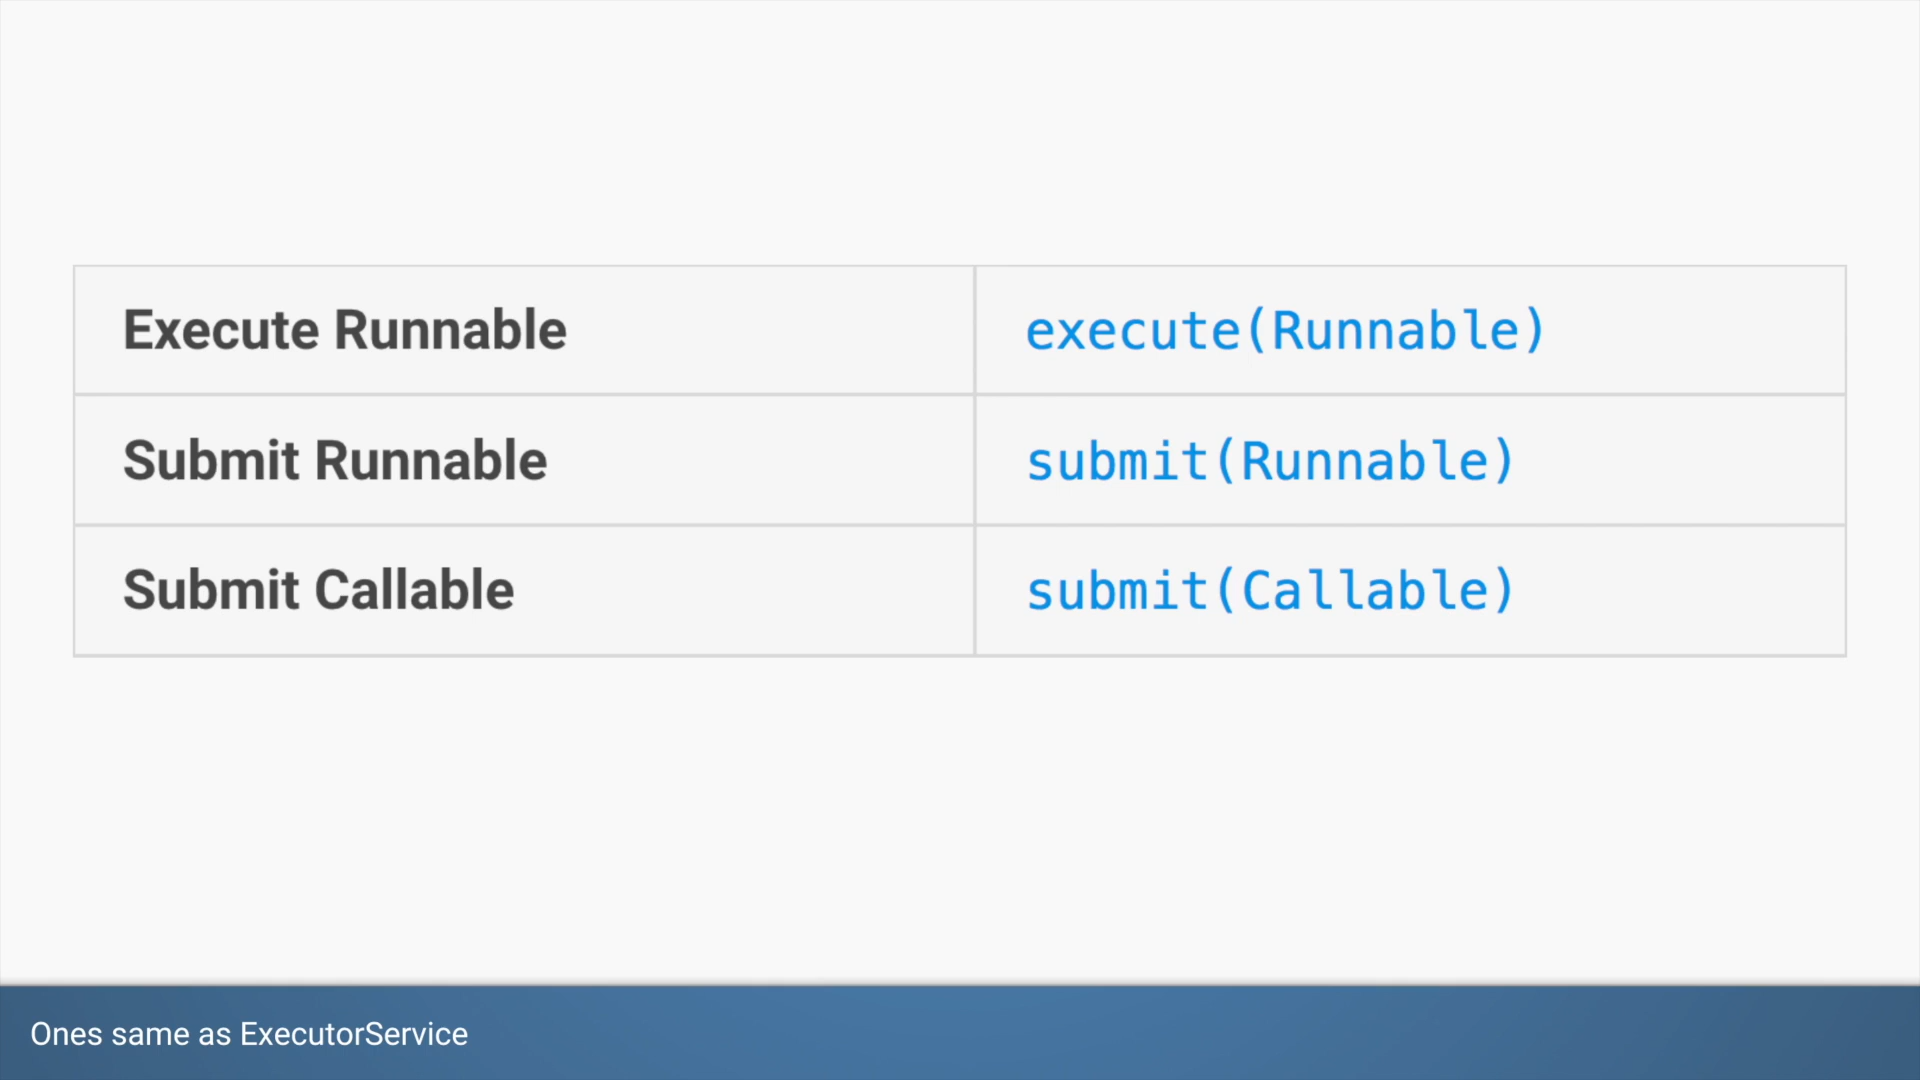 Execute Runnable execute(Runnable)
Submit Runnable submit(Runnable)
Submit Callable submit(Callable)
Ones same as ExecutorService